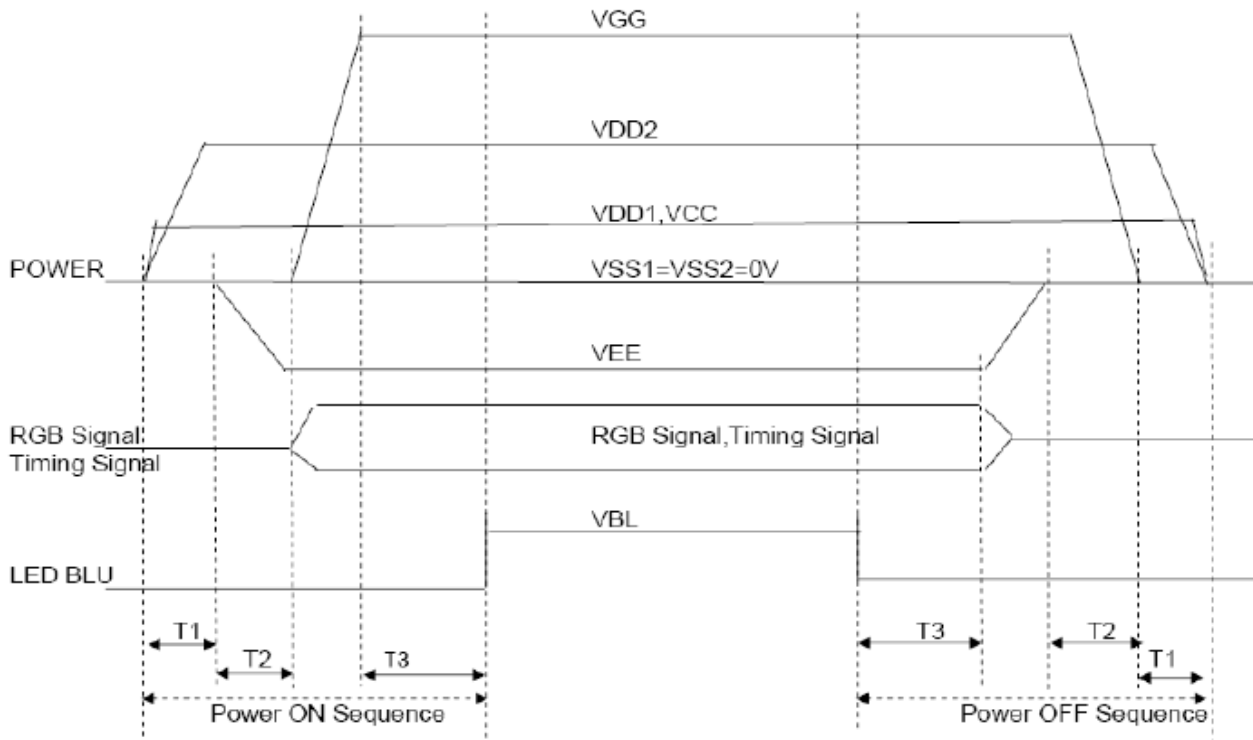 VGG
VDD2
VDD1,VCC
POWER
VSS1=VSS2=0V
VEE
RGB Signal
Timing Signal
RGB Signal,Timing Signal
VBL
LED BLU
T1
T2
T3
T3
T2
T1
Power ON Sequence
Power OFF Sequence